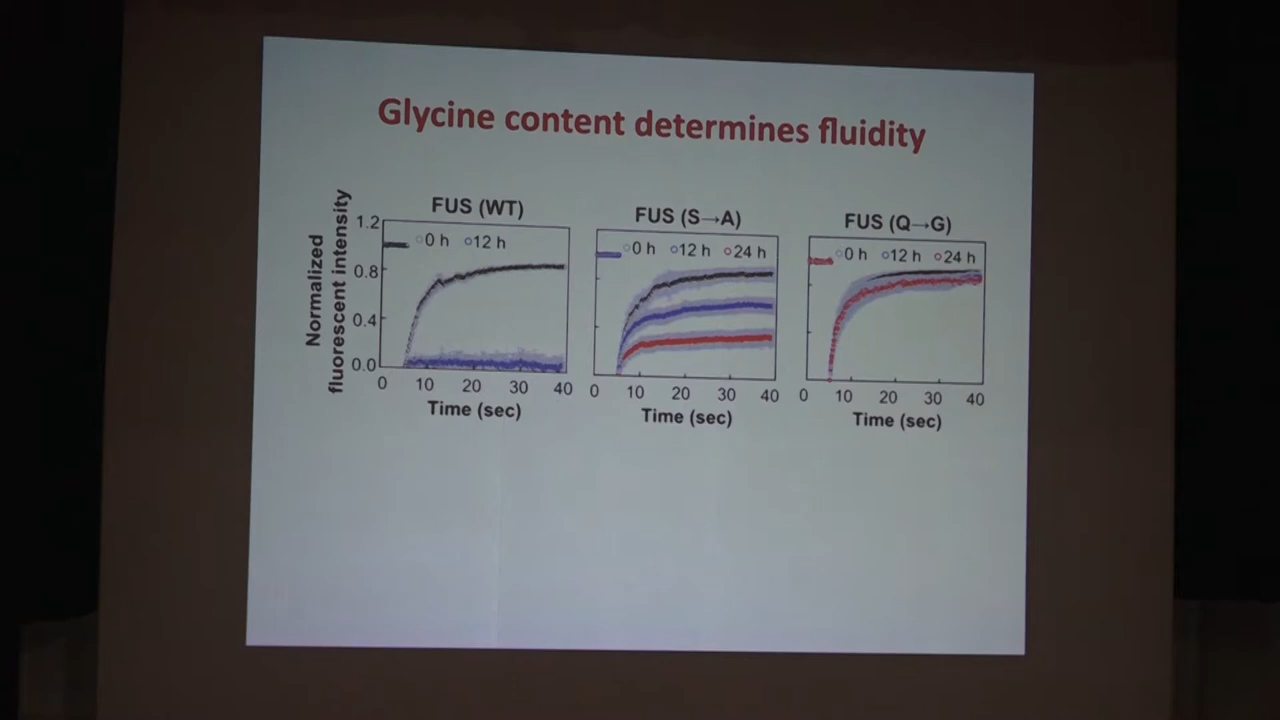 Glycine content determines fluidity
Normalized
fluorescent intensity
FUS (WT)
1.2
0.8
0.4
0.0
0 h 12 h
0 10 20 30 40
Time (sec)
FUS (S→A)
0 h 12 h 24 h
0 10 20 30 40
Time (sec)
FUS (Q→G)
0 h 12 h 24 h
0 10 20 30 40
Time (sec)